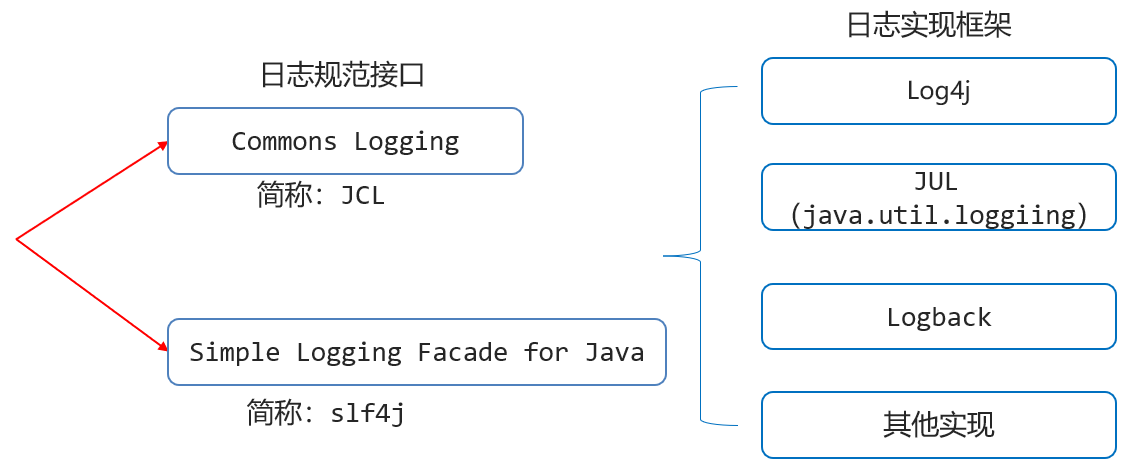 日志规范接口
Commons Logging
简称：JCL
Simple Logging Facade for Java
简称：slf4j
日志实现框架
Log4j
JUL
（java.util.loggiing）
Logback
其他实现